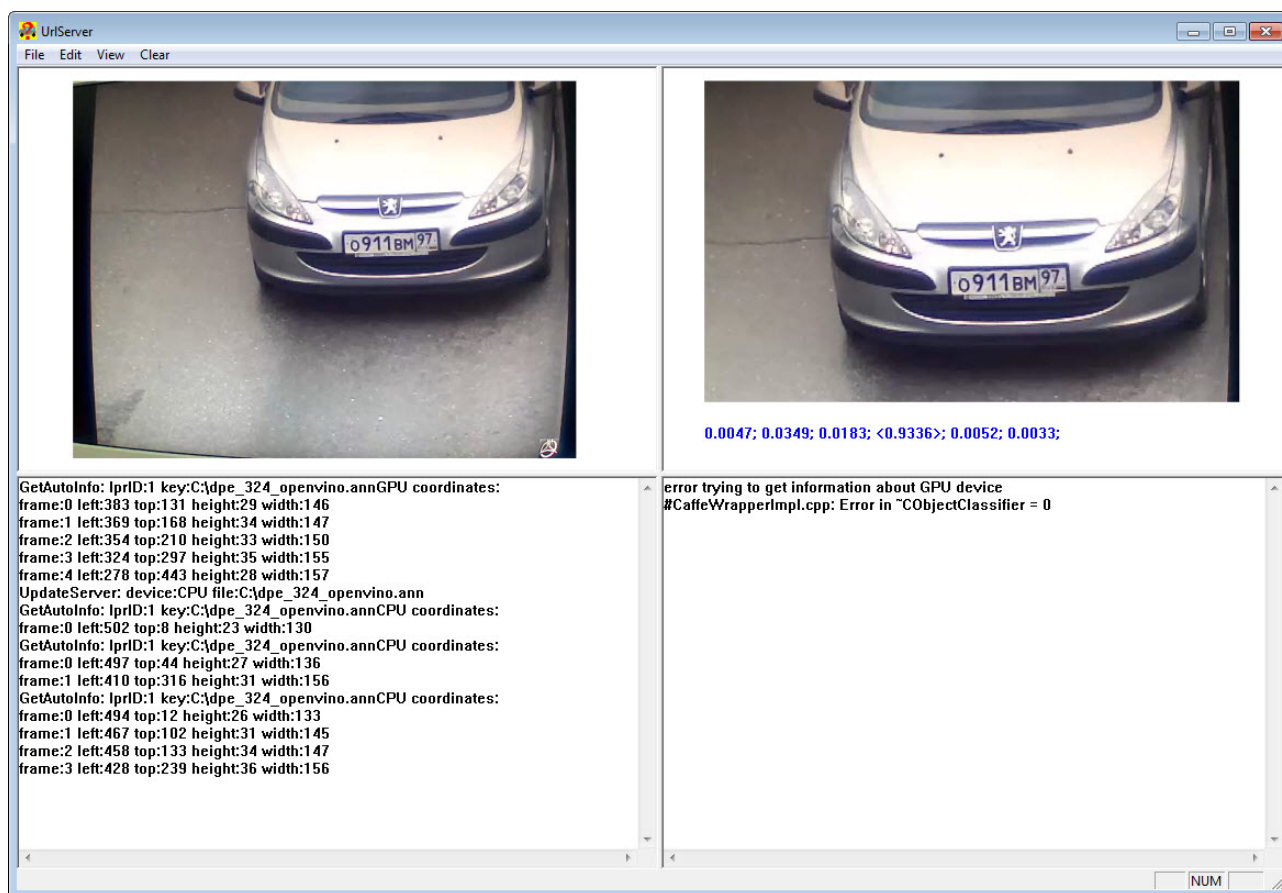 UrlServer
File Edit View Clear
О911ВМ 97
О911ВМ 97
0.0047; 0.0349; 0.0183; <0.9336>; 0.0052; 0.0033;
GetAutoInfo: lprID:1 key:C:\dpe_324_openvino.annGPU coordinates:
frame:0 left:383 top:131 height:29 width:146
frame:1 left:369 top:168 height:34 width:147
frame:2 left:354 top:210 height:33 width:150
frame:3 left:324 top:297 height:35 width:155
frame:4 left:278 top:443 height:28 width:157
UpdateServer: device:CPU file:C:\dpe_324_openvino.ann
GetAutoInfo: lprID:1 key:C:\dpe_324_openvino.annCPU coordinates:
frame:0 left:502 top:8 height:23 width:130
GetAutoInfo: lprID:1 key:C:\dpe_324_openvino.annCPU coordinates:
frame:0 left:497 top:44 height:27 width:136
frame:1 left:410 top:316 height:31 width:156
GetAutoInfo: lprID:1 key:C:\dpe_324_openvino.annCPU coordinates:
frame:0 left:494 top:12 height:26 width:133
frame:1 left:467 top:102 height:31 width:145
frame:2 left:458 top:133 height:34 width:147
frame:3 left:428 top:239 height:36 width:156
error trying to get information about GPU device
#CaffeWrapperImpl.cpp: Error in ~CObjectClassifier = 0
NUM